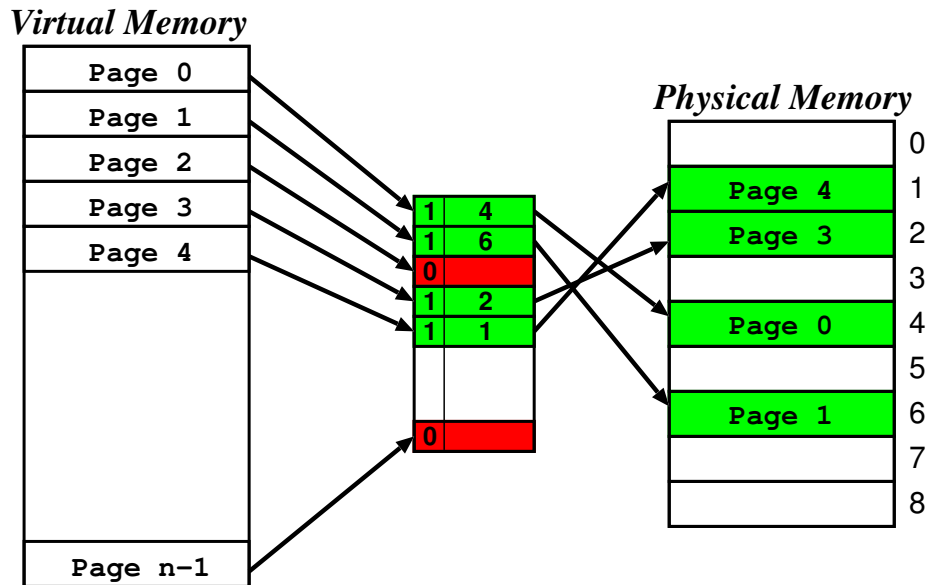 Virtual Memory
Page 0
Page 1
Page 2
Page 3
Page 4
Page n-1
1 4
1 6
0
1 2
1 1
0
Physical Memory
0
Page 4 1
Page 3 2
3
Page 0 4
5
Page 1 6
7
8